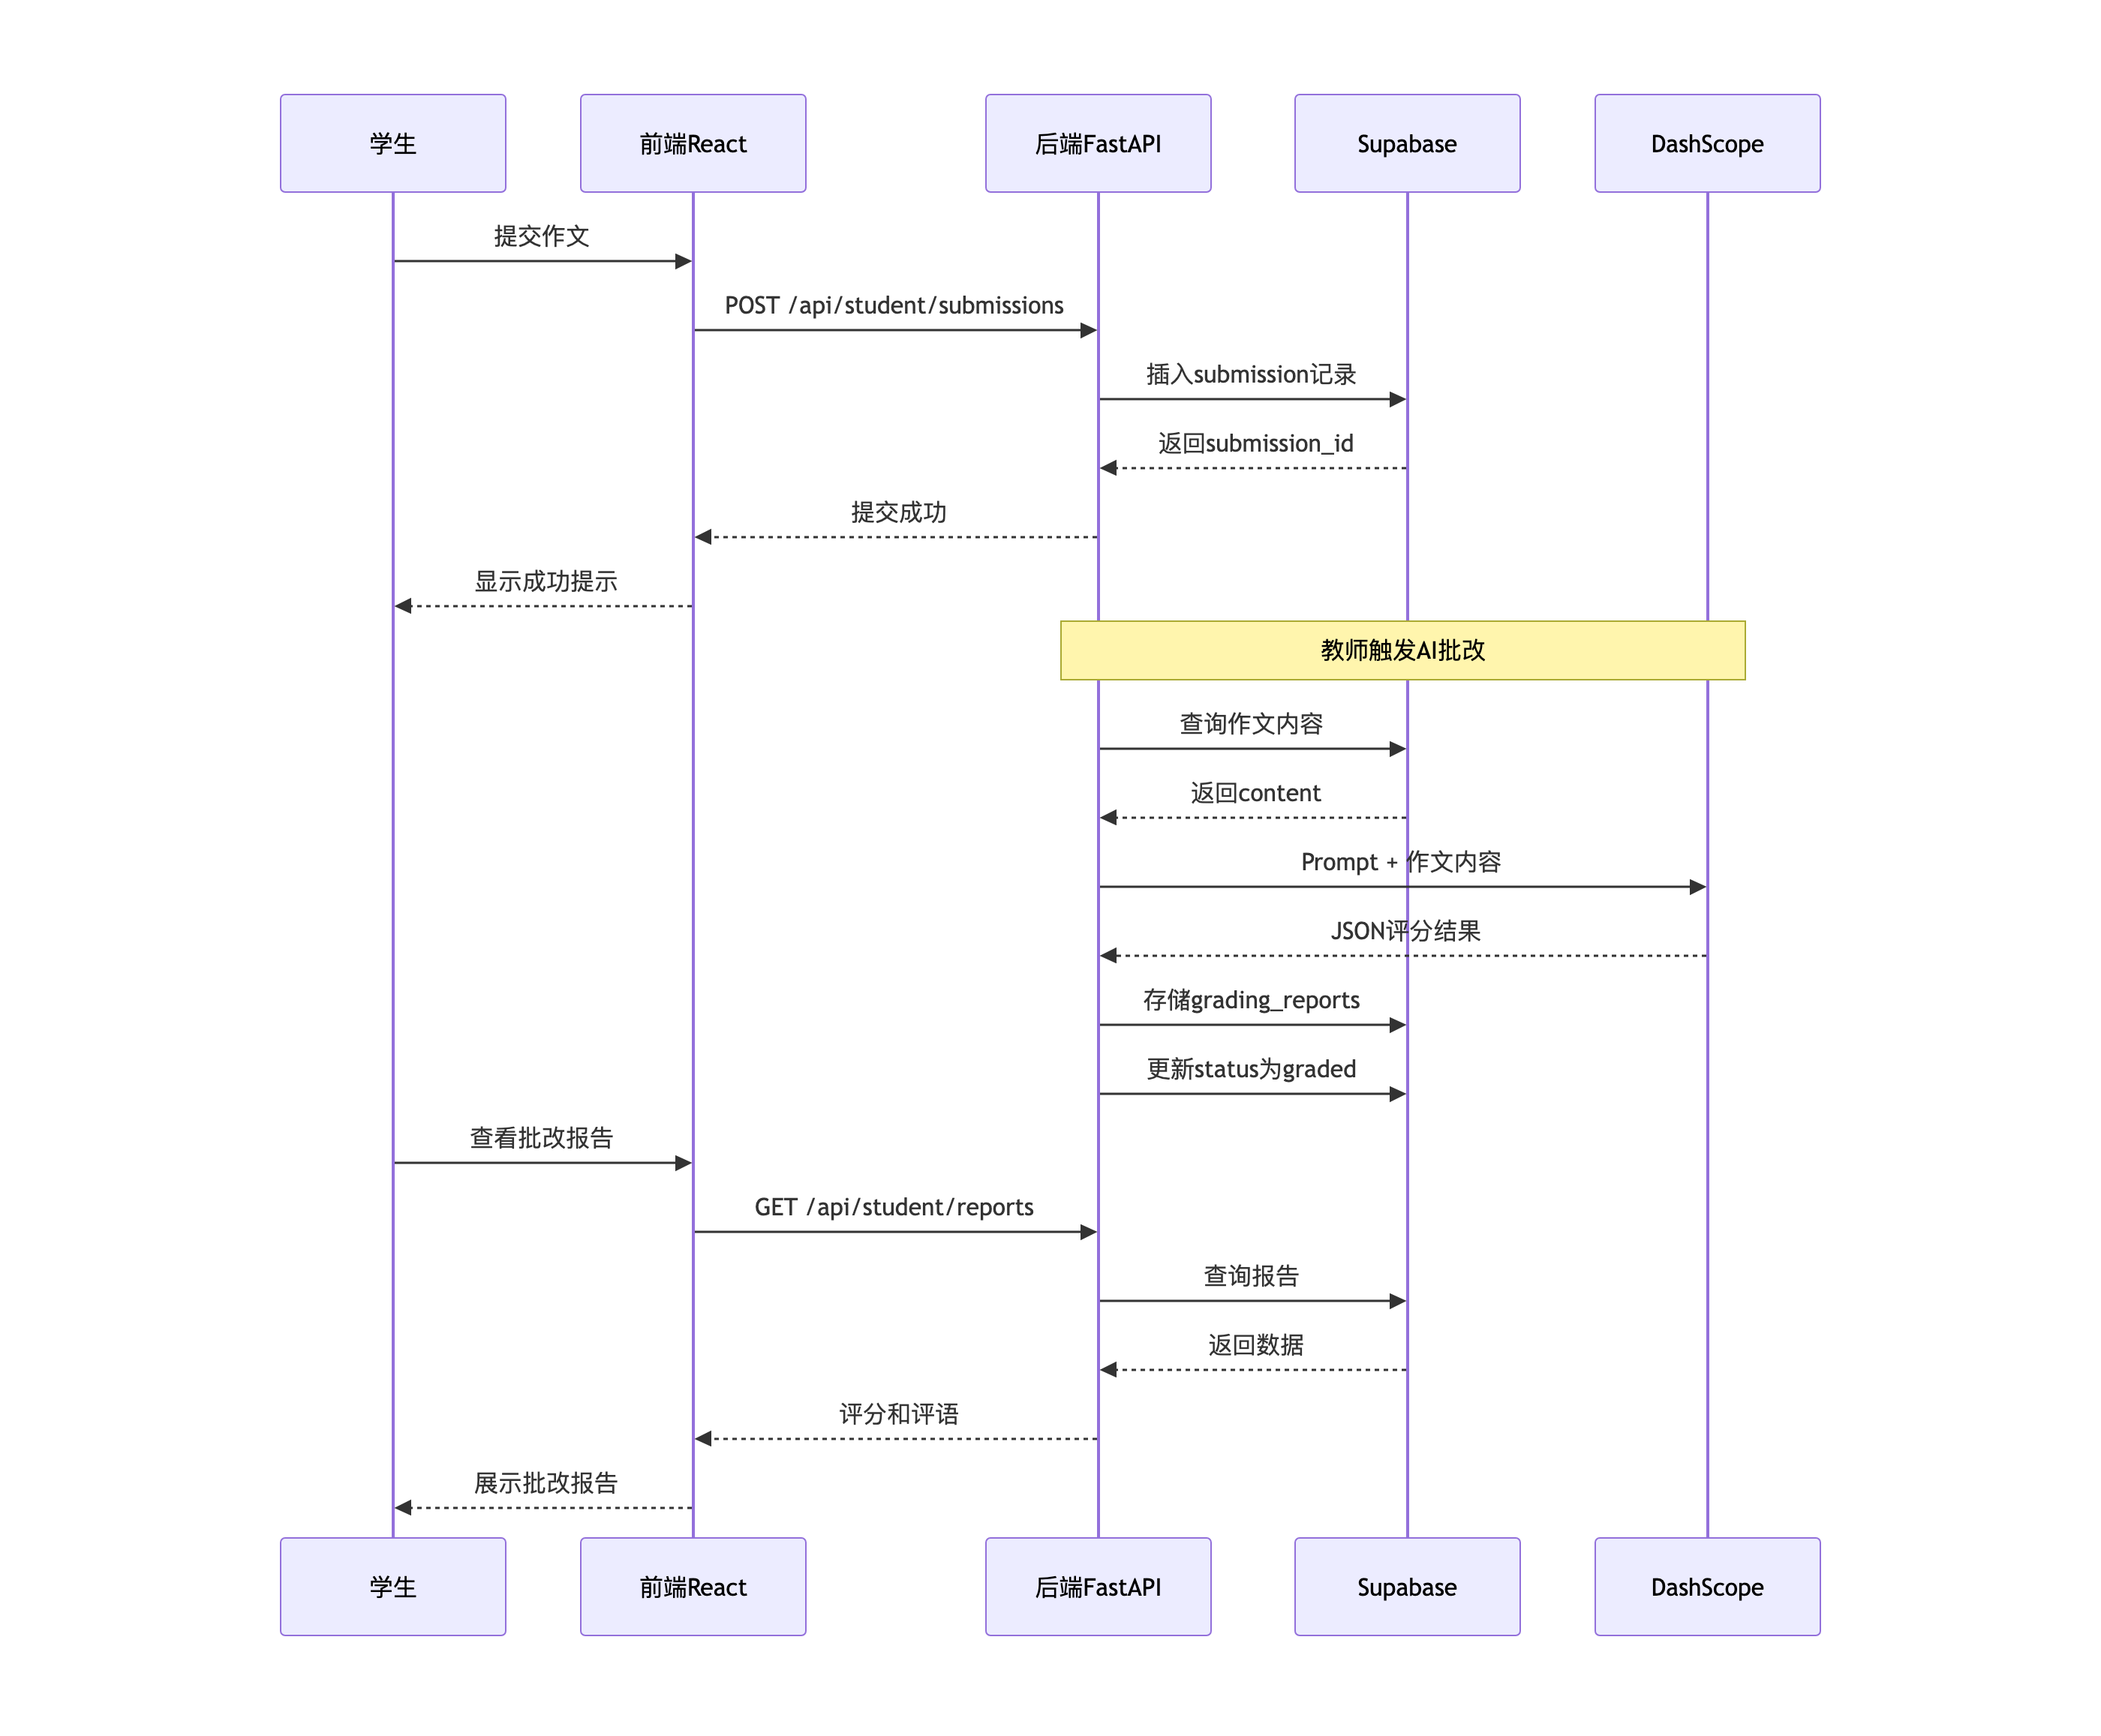 学生
前端React
后端FastAPI
Supabase
DashScope
提交作文
POST /api/student/submissions
插入submission记录
返回submission_id
提交成功
显示成功提示
教师触发AI批改
查询作文内容
返回content
Prompt + 作文内容
JSON评分结果
存储grading_reports
更新status为graded
查看批改报告
GET /api/student/reports
查询报告
返回数据
评分和评语
展示批改报告
学生
前端React
后端FastAPI
Supabase
DashScope